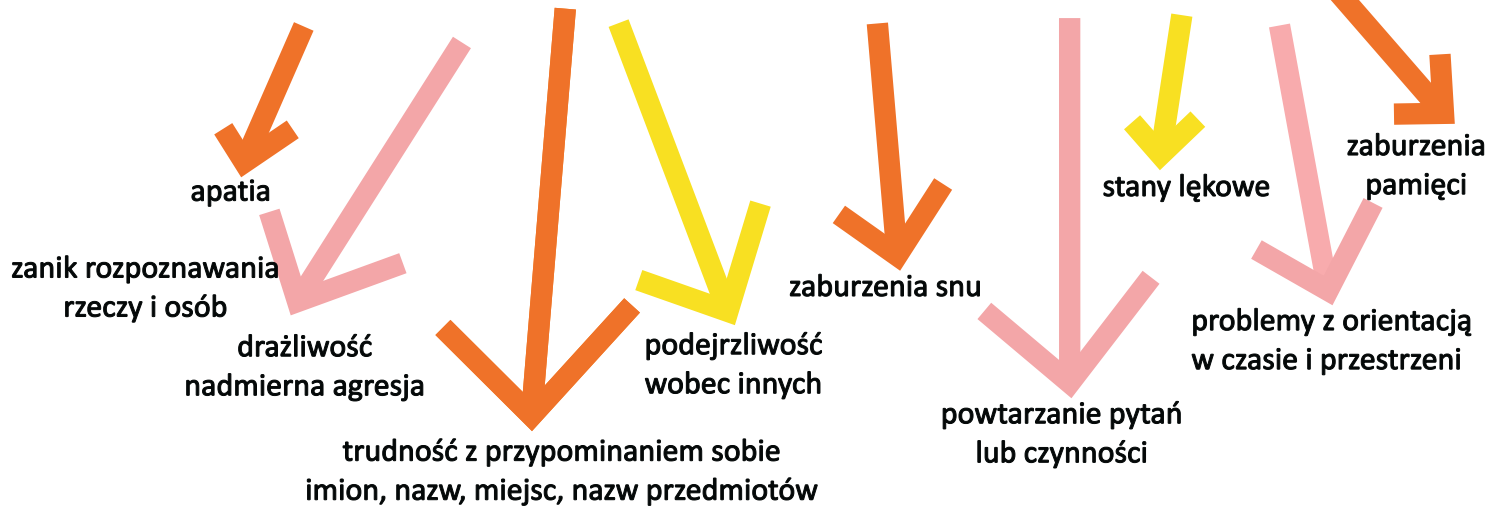 apatia
zanik rozpoznawania
rzeczy i osób
drażliwość
nadmierna agresja
trudność z przypominaniem sobie
imion, nazw, miejsc, nazw przedmiotów
podejrzliwość
wobec innych
zaburzenia snu
powtarzanie pytań
lub czynności
stany lękowe
problemy z orientacją
w czasie i przestrzeni
zaburzenia
pamięci